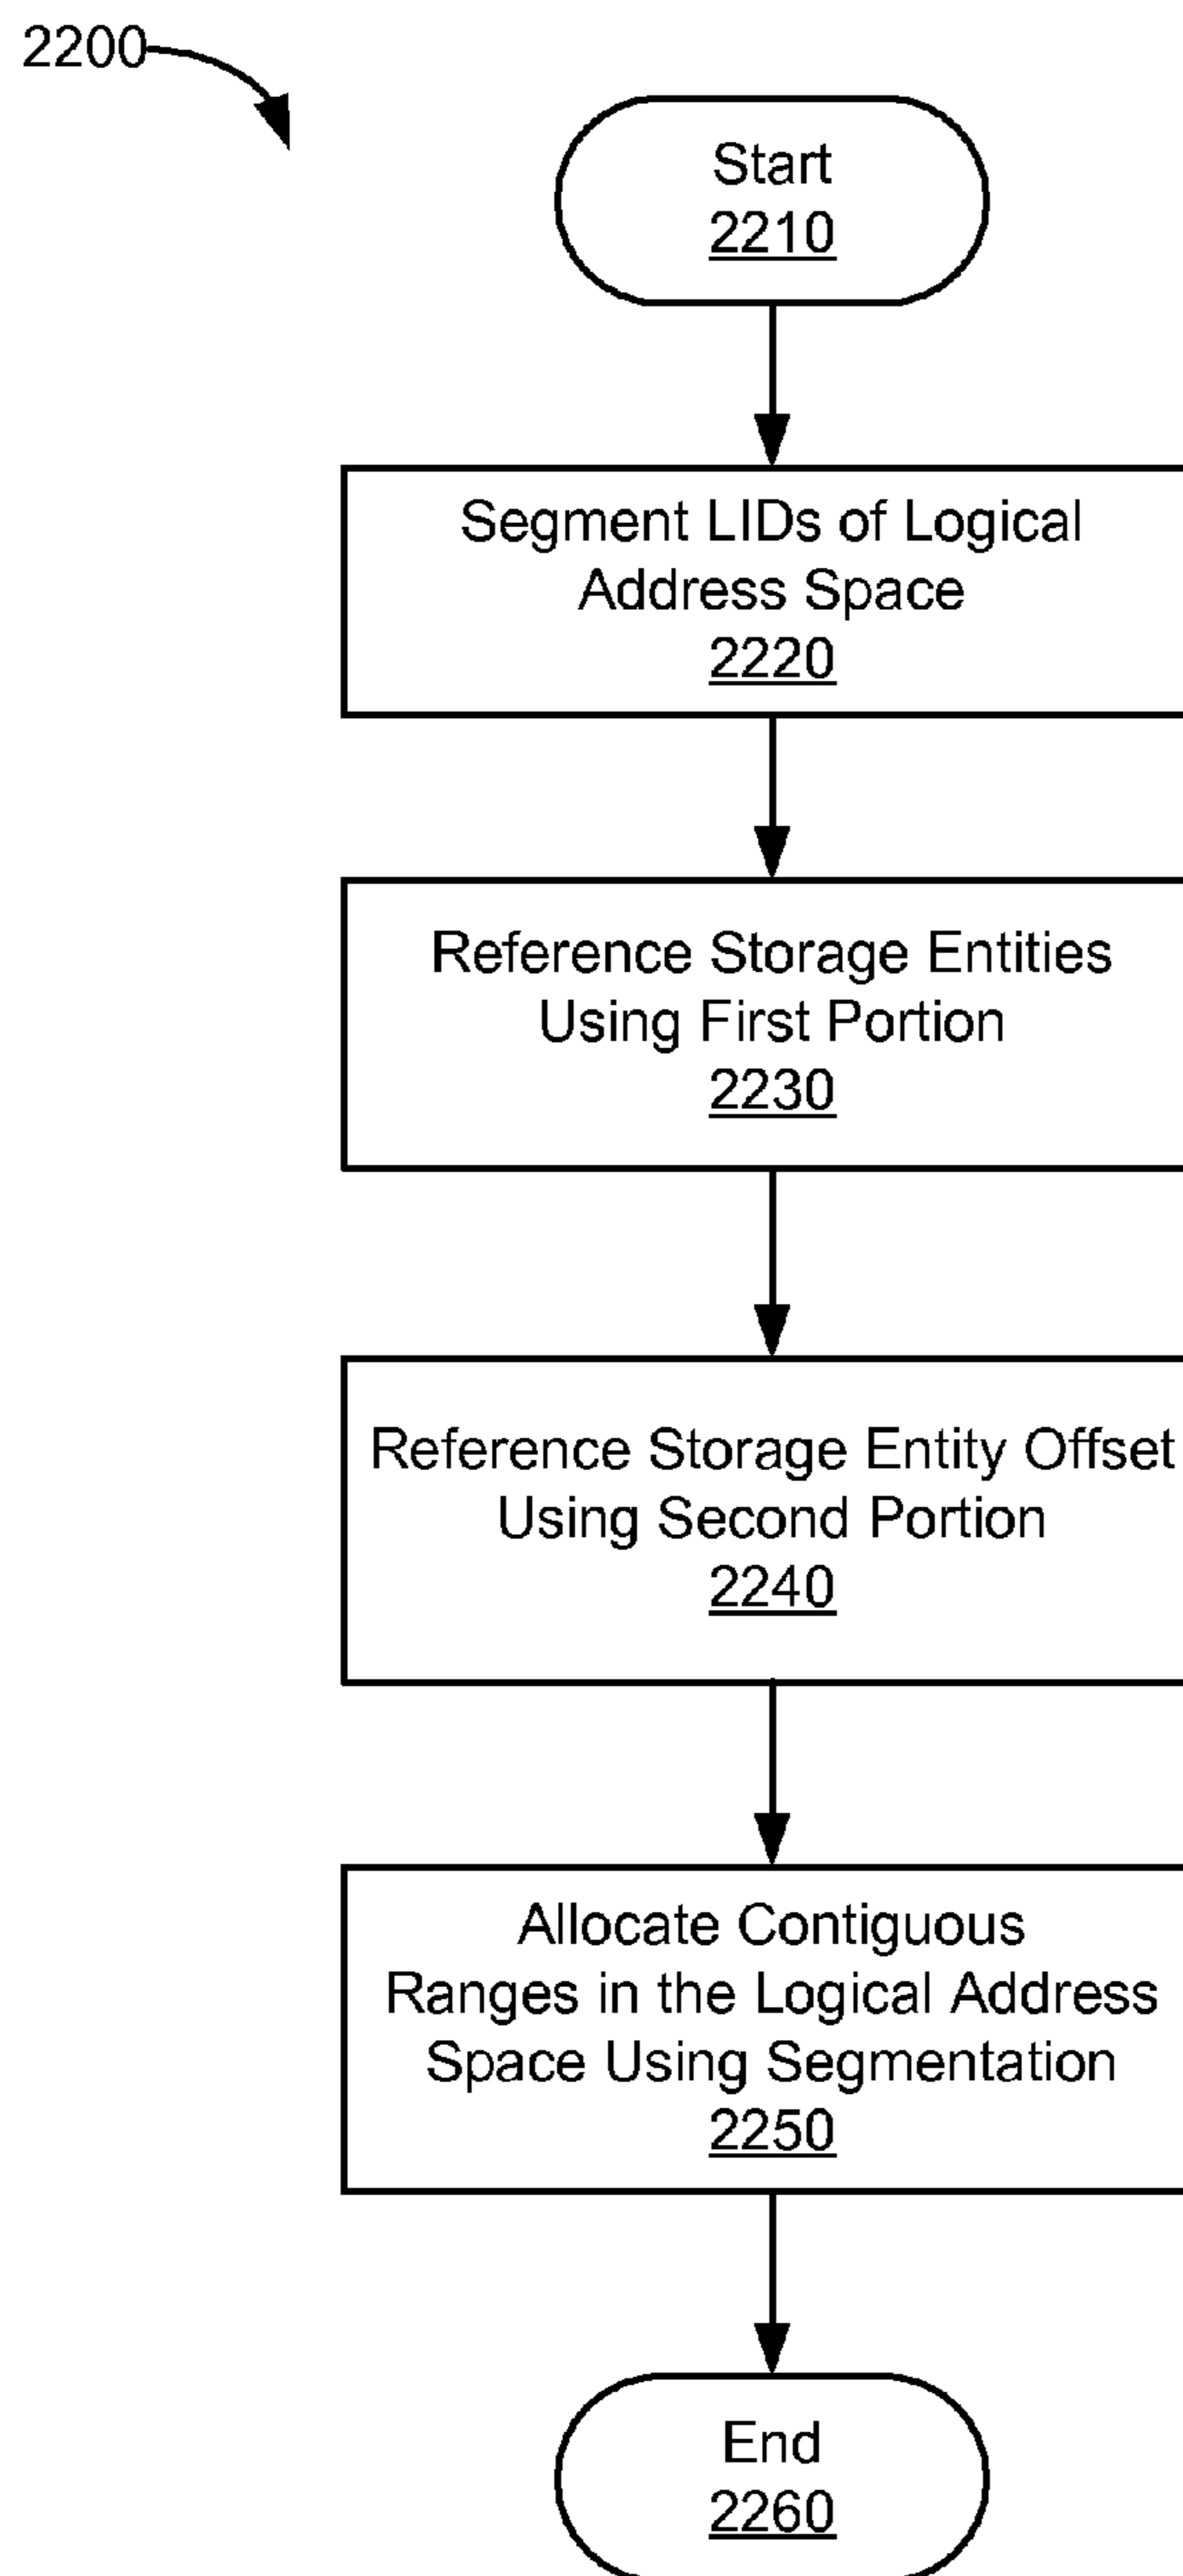 2200
Start
2210
Segment LIDs of Logical
Address Space
2220
Reference Storage Entities
Using First Portion
2230
Reference Storage Entity Offset
Using Second Portion
2240
Allocate Contiguous
Ranges in the Logical Address
Space Using Segmentation
2250
End
2260